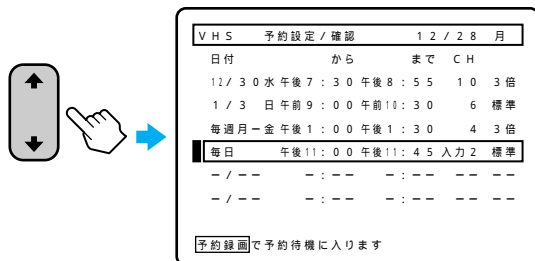 VHS 予約設定/確認 12/28 月
日付 から まで CH
12/30水 午後7:30 午後8:55 10 3倍
1/3 日 午前9:00 午前10:30 6 標準
毎週月ー金 午後1:00 午後1:30 4 3倍
毎日 午後11:00 午後11:45 入力2 標準
ー/ーー ー:ーー ー:ーー ーー ーー
ー/ーー ー:ーー ー:ーー ーー ーー
予約録画で予約待機に入ります